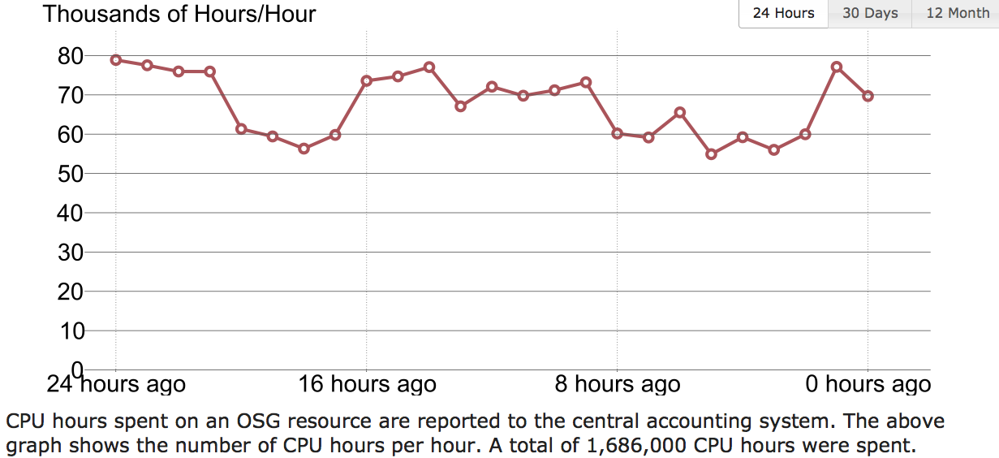 Thousands of Hours/Hour
24 Hours 30 Days 12 Month
80
70
60
50
40
30
20
10
0
24 hours ago 16 hours ago 8 hours ago 0 hours ago
CPU hours spent on an OSG resource are reported to the central accounting system. The above
graph shows the number of CPU hours per hour. A total of 1,686,000 CPU hours were spent.